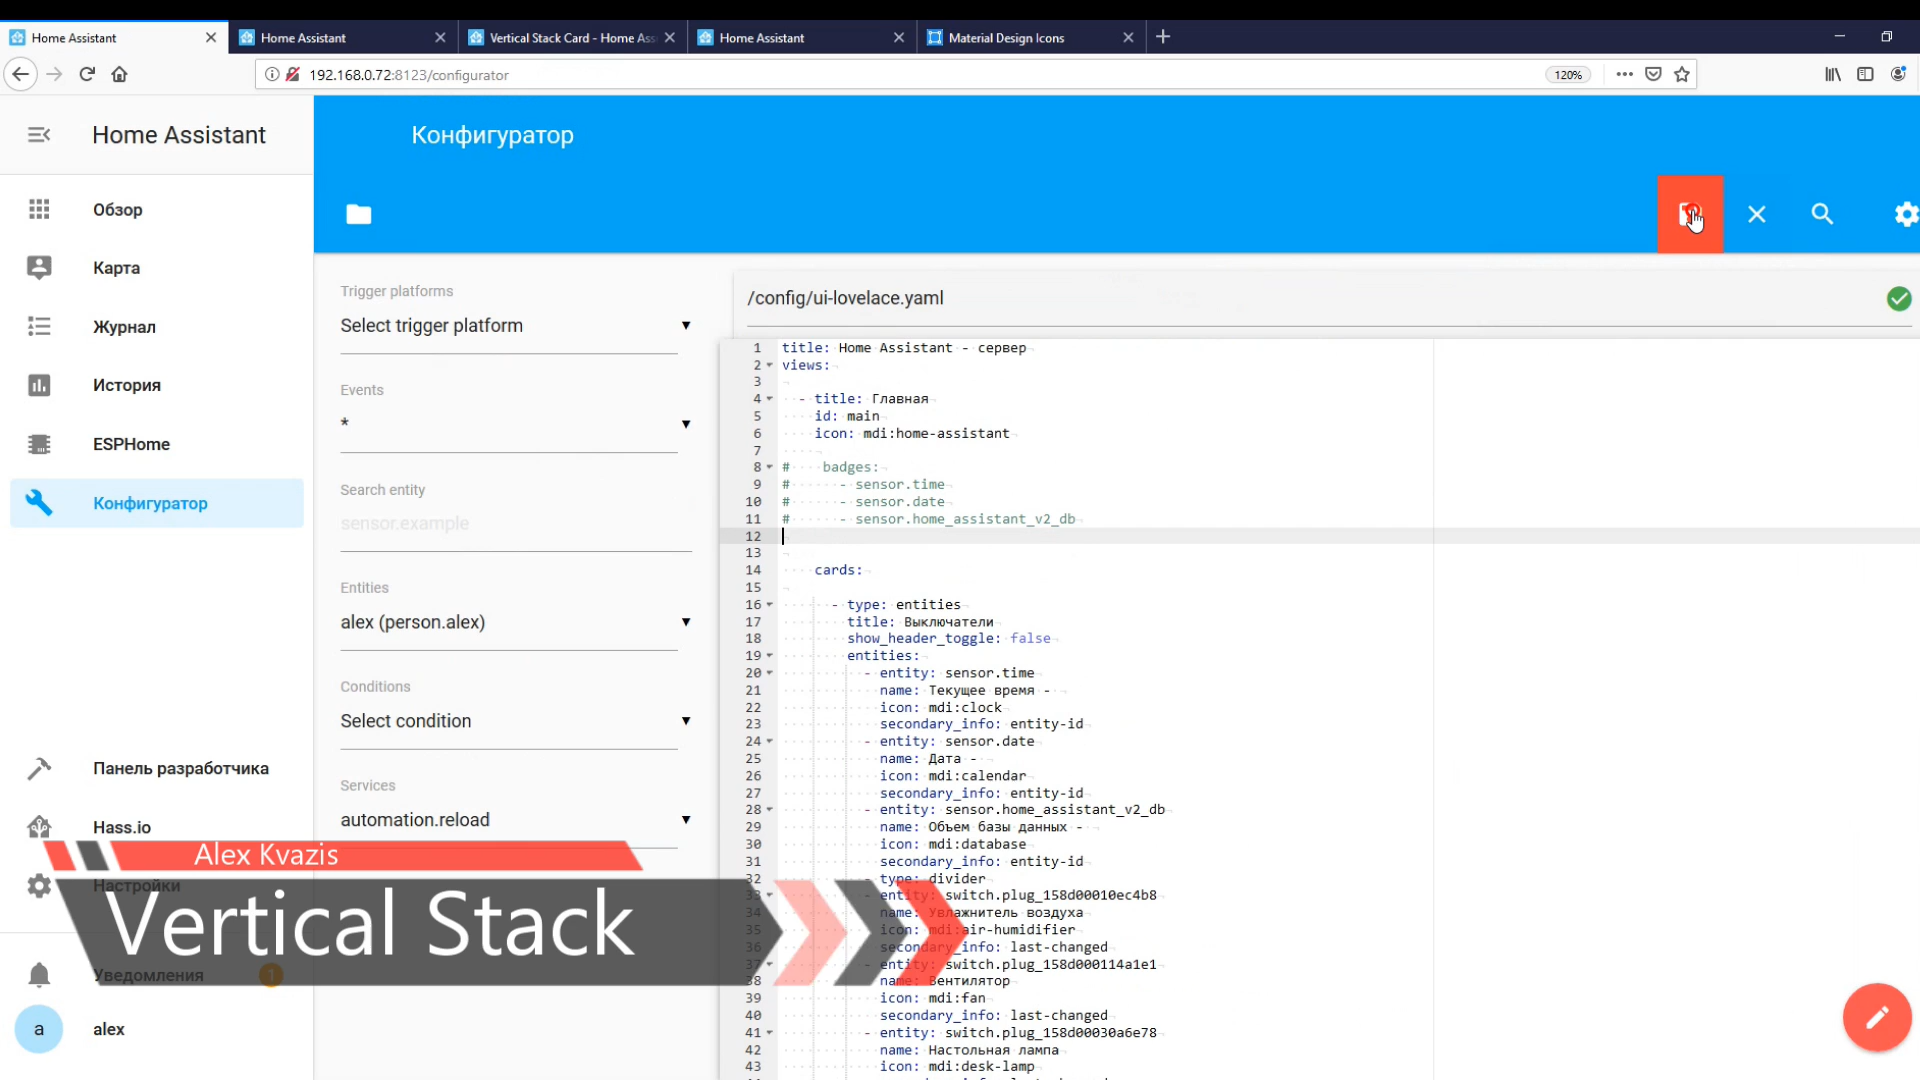 Home Assistant
Home Assistant
Vertical Stack Card - Home Ass
Home Assistant
Material Design Icons
192.168.0.72:8123/configurator
120%
Home Assistant
Конфигуратор
Обзор
Карта
Журнал
История
ESPHome
Конфигуратор
Панель разработчика
Hass.io
Настройки
Уведомления
1
a
alex
Trigger platforms
Select trigger platform
Events
*
Search entity
sensor.example
Entities
alex (person.alex)
Conditions
Select condition
Services
automation.reload
Alex Kvazis
Vertical Stack
/config/ui-lovelace.yaml
1 title: Home Assistant - сервер
2 views:
3
4 - title: Главная
5 id: main
6 icon: mdi:home-assistant
7
8 # badges:
9 # - sensor.time
10 # - sensor.date
11 # - sensor.home_assistant_v2_db
12
13
14 cards:
15
16 - type: entities
17 title: Выключатели
18 show_header_toggle: false
19 entities:
20 - entity: sensor.time
21 name: Текущее время -
22 icon: mdi:clock
23 secondary_info: entity-id
24 - entity: sensor.date
25 name: Дата -
26 icon: mdi:calendar
27 secondary_info: entity-id
28 - entity: sensor.home_assistant_v2_db
29 name: Объем базы данных -
30 icon: mdi:database
31 secondary_info: entity-id
32 - type: divider
33 - entity: switch.plug_158d00010ec4b8
34 name: Увлажнитель воздуха
35 icon: mdi:air-humidifier
36 secondary_info: last-changed
37 - entity: switch.plug_158d000114a1e1
38 name: Вентилятор
39 icon: mdi:fan
40 secondary_info: last-changed
41 - entity: switch.plug_158d00030a6e78
42 name: Настольная лампа
43 icon: mdi:desk-lamp